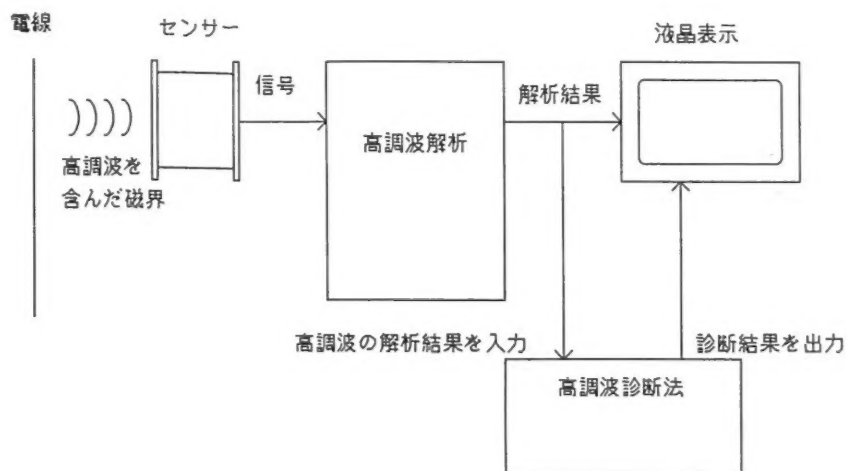 電線
センサー
液晶表示
信号
解析結果
高調波解析
高調波を
含んだ磁界
高調波の解析結果を入力
診断結果を出力
高調波診断法